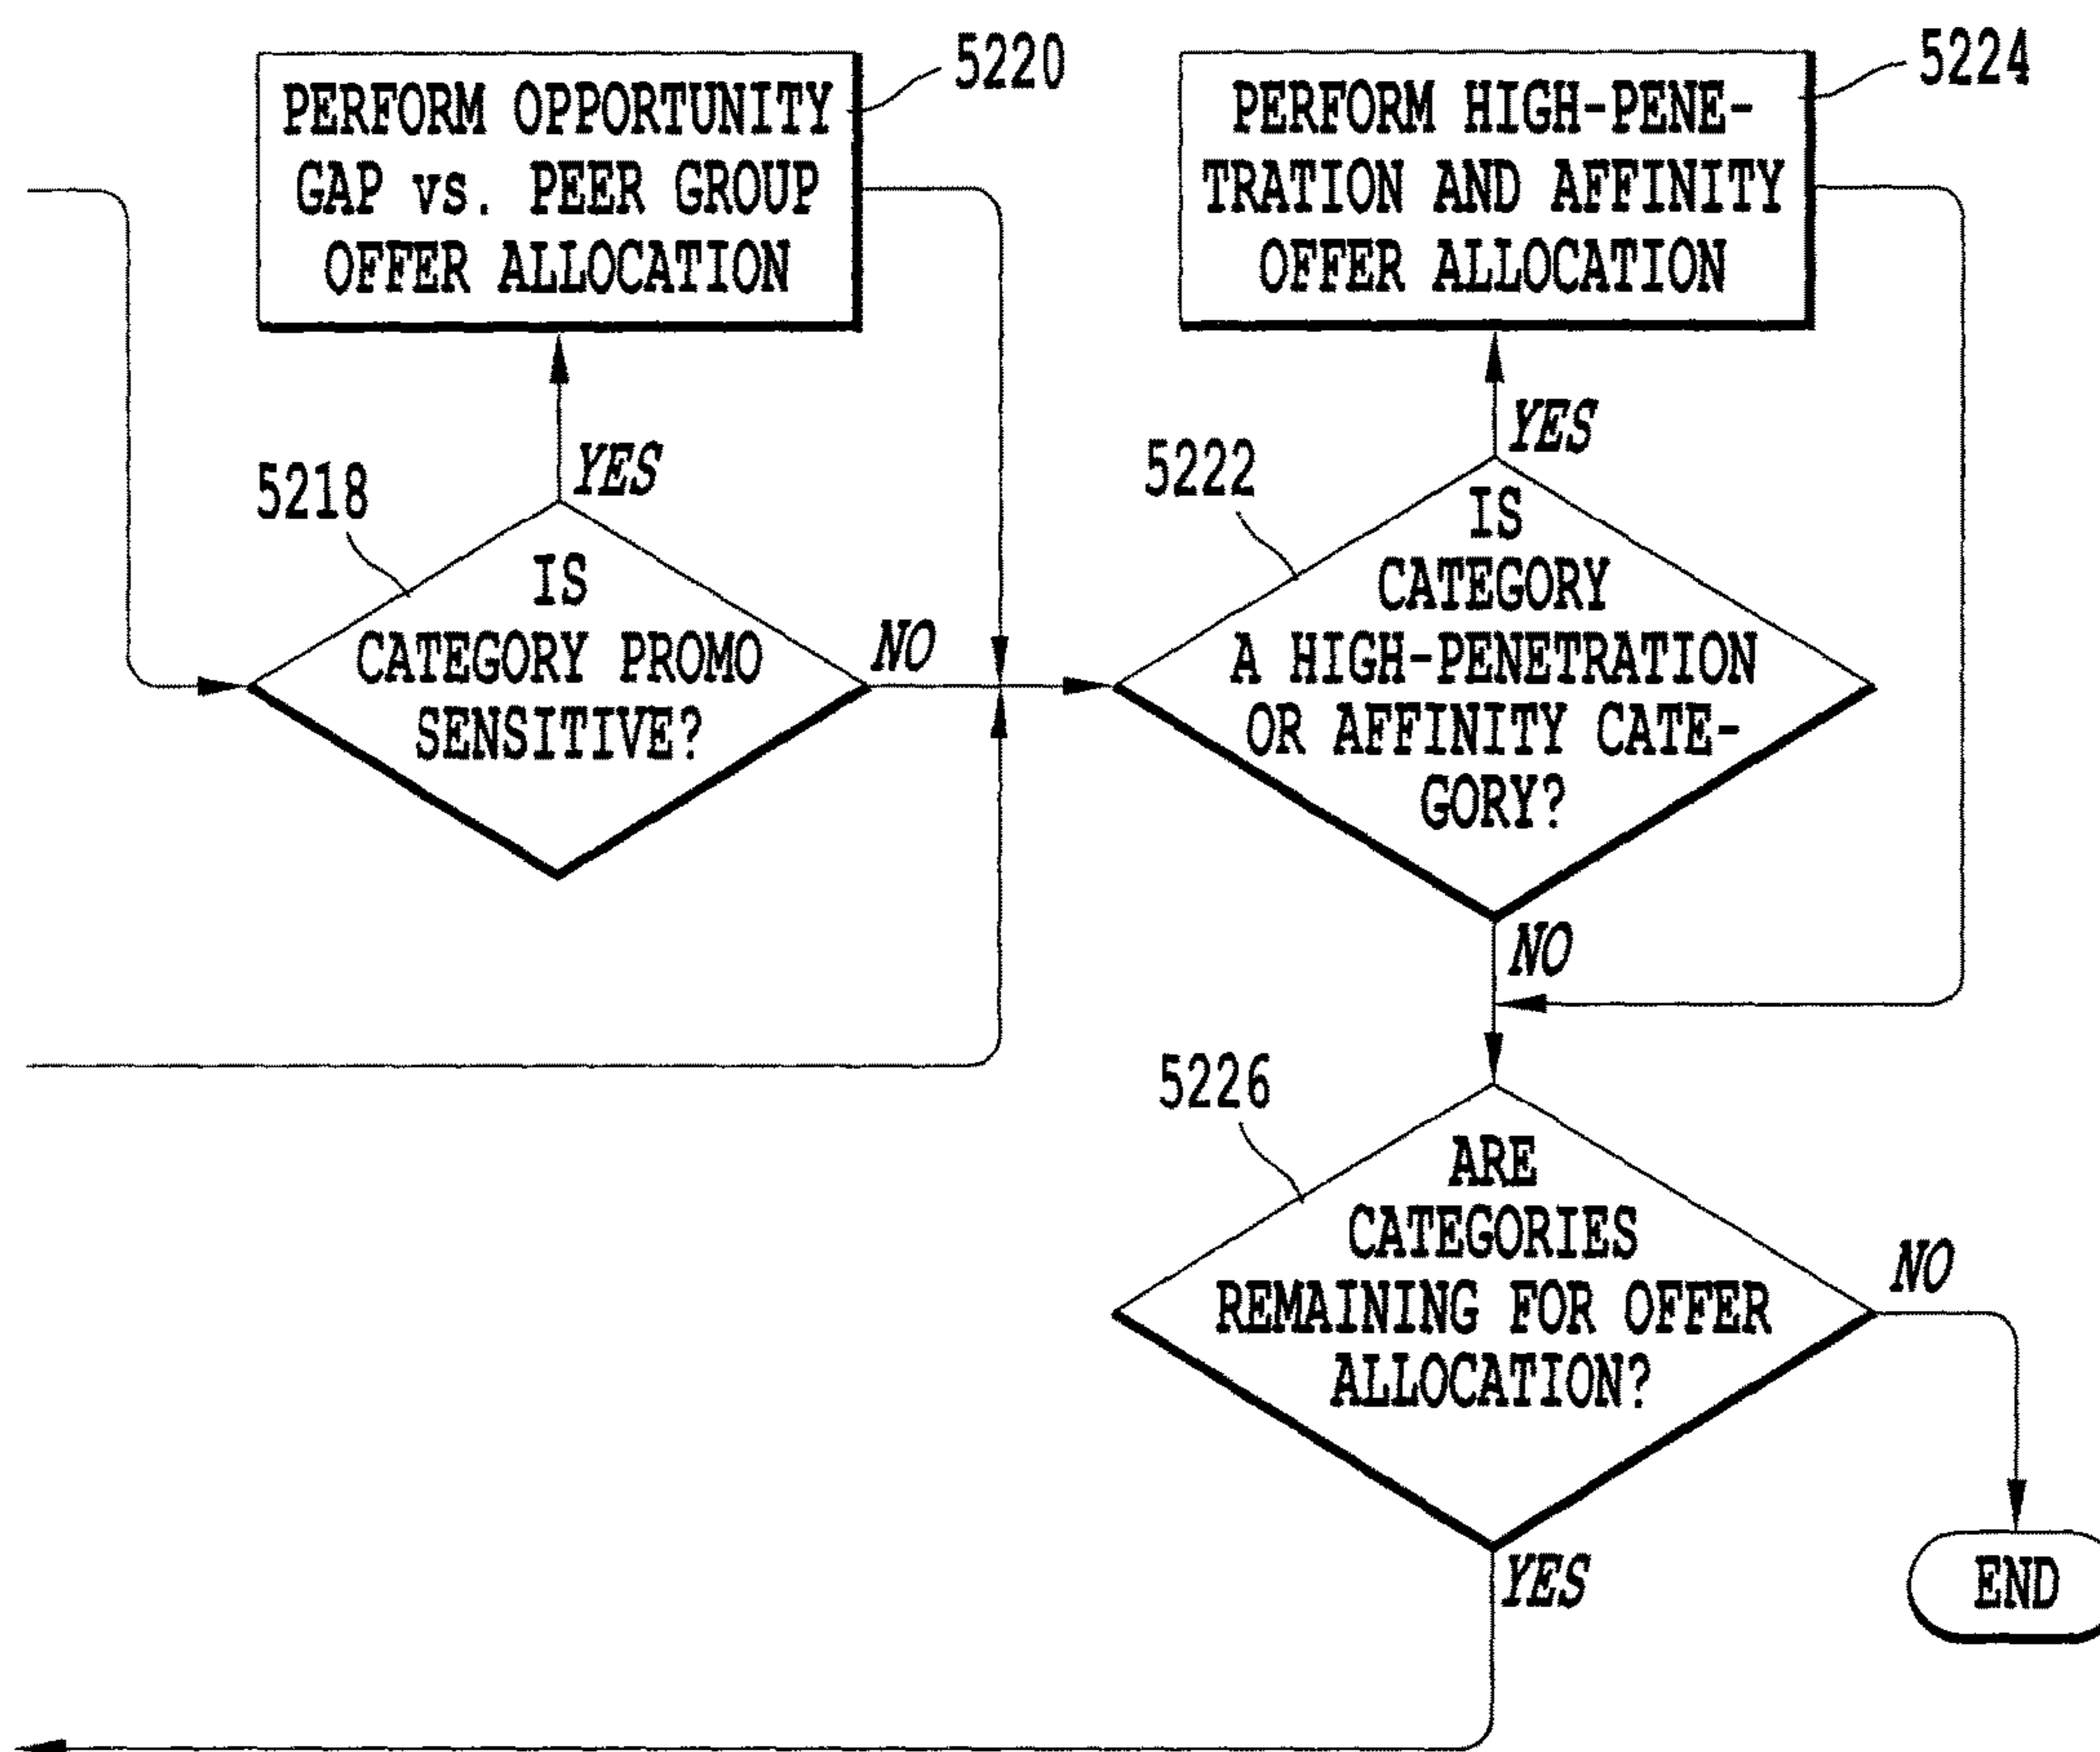 5220
PERFORM OPPORTUNITY
GAP vs. PEER GROUP
OFFER ALLOCATION
5224
PERFORM HIGH-PENE-
TRATION AND AFFINITY
OFFER ALLOCATION
YES
5218
IS
CATEGORY PROMO
SENSITIVE?
NO
YES
5222
IS
CATEGORY
A HIGH-PENETRATION
OR AFFINITY CATE-
GORY?
NO
5226
ARE
CATEGORIES
REMAINING FOR OFFER
ALLOCATION?
NO
YES
END